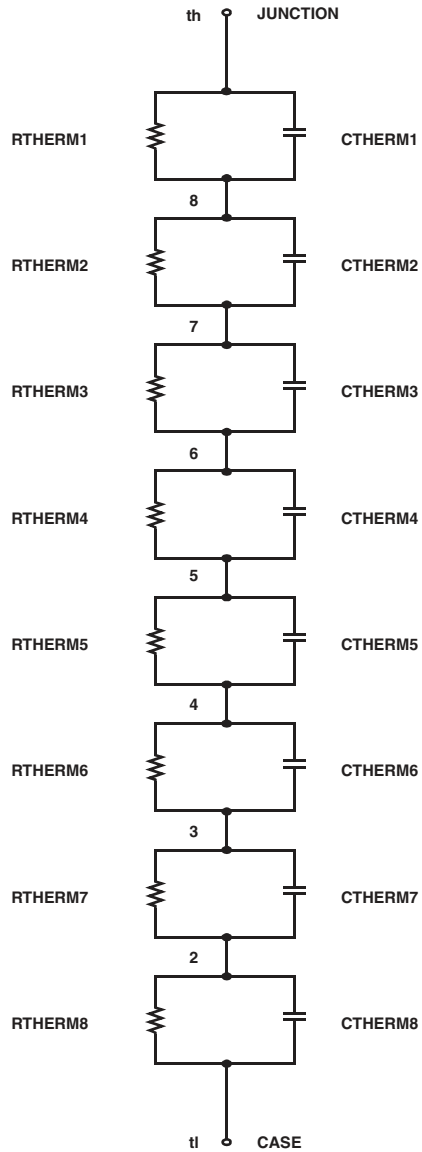 th JUNCTION
RTHERM1 CTHERM1
8
RTHERM2 CTHERM2
7
RTHERM3 CTHERM3
6
RTHERM4 CTHERM4
5
RTHERM5 CTHERM5
4
RTHERM6 CTHERM6
3
RTHERM7 CTHERM7
2
RTHERM8 CTHERM8
tl CASE